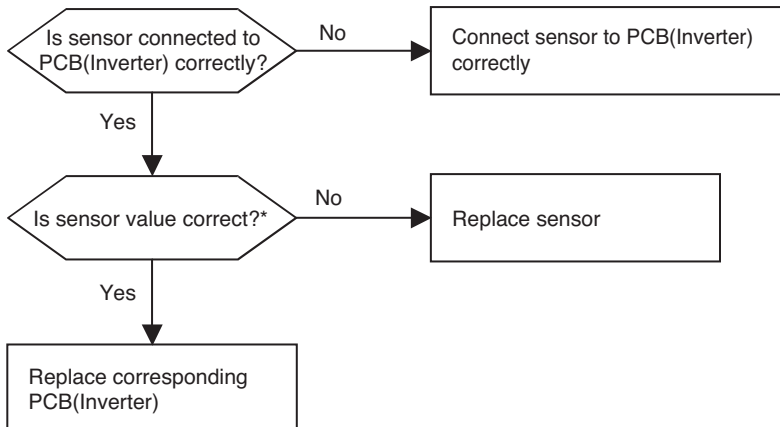 Is sensor connected to
PCB(Inverter) correctly?
No
Connect sensor to PCB(Inverter)
correctly
Yes
Is sensor value correct?*
No
Replace sensor
Yes
Replace corresponding
PCB(Inverter)